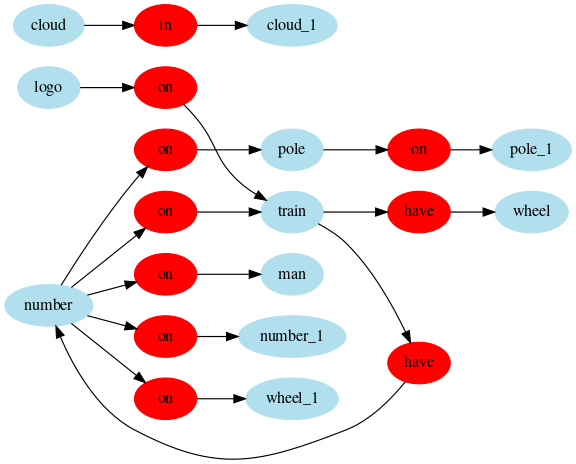 cloud in cloud_1
logo on
on pole on pole_1
on train have wheel
on man
number
on number_1
have
on wheel_1